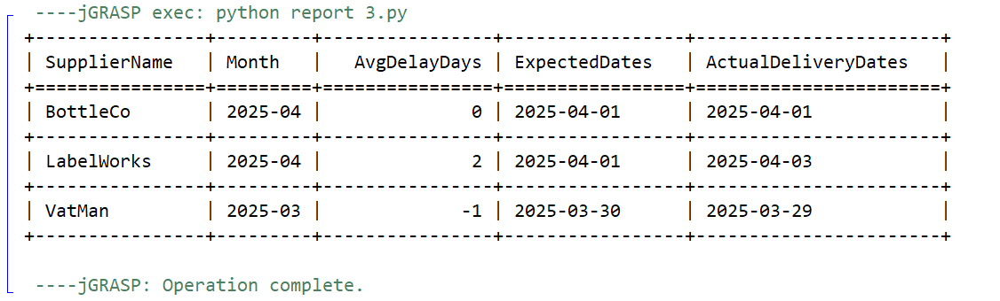 ----jGRASP exec: python report 3.py
+----------------+---------+----------------+-----------------+-----------------------+
| SupplierName   | Month   |   AvgDelayDays | ExpectedDates   | ActualDeliveryDates   |
+================+=========+================+=================+=======================+
| BottleCo       | 2025-04 |              0 | 2025-04-01      | 2025-04-01            |
+----------------+---------+----------------+-----------------+-----------------------+
| LabelWorks     | 2025-04 |              2 | 2025-04-01      | 2025-04-03            |
+----------------+---------+----------------+-----------------+-----------------------+
| VatMan         | 2025-03 |             -1 | 2025-03-30      | 2025-03-29            |
+----------------+---------+----------------+-----------------+-----------------------+
----jGRASP: Operation complete.